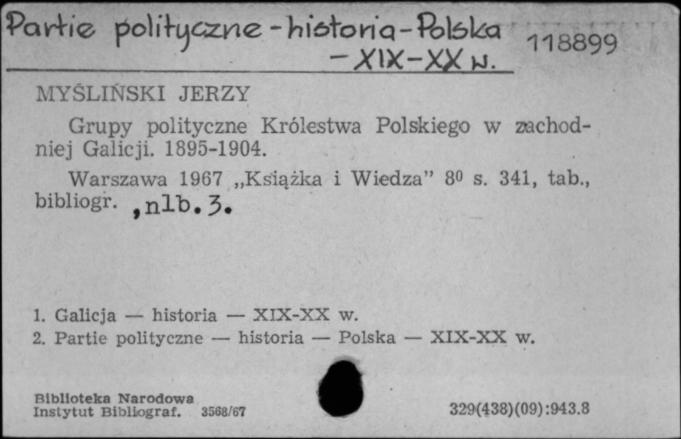 Partie polityczne - historia - Polska
118899
- XIX-XX w.
MYŚLIŃSKI JERZY
Grupy polityczne Królestwa Polskiego w zachod-
niej Galicji. 1895-1904.
Warszawa 1967 „Książka i Wiedza” 8⁰ s. 341, tab.,
bibliogr. , nlb. 3.
1. Galicja — historia — XIX-XX w.
2. Partie polityczne — historia — Polska — XIX-XX w.
Biblioteka Narodowa
Instytut Bibliograf. 3568/67
329(438)(09):943.8